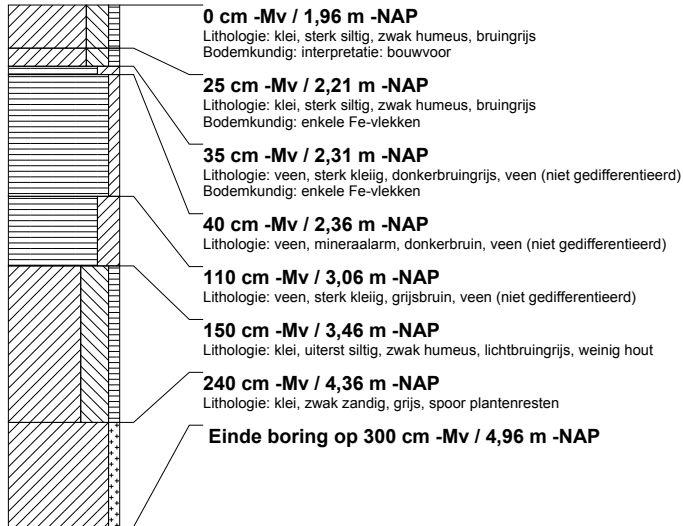 0 cm -Mv / 1,96 m -NAP
Lithologie: klei, sterk siltig, zwak humeus, bruingrijs
Bodemkundig: interpretatie: bouwvoor
25 cm -Mv / 2,21 m -NAP
Lithologie: klei, sterk siltig, zwak humeus, bruingrijs
Bodemkundig: enkele Fe-vlekken
35 cm -Mv / 2,31 m -NAP
Lithologie: veen, sterk kleiig, donkerbruingrijs, veen (niet gedifferentieerd)
Bodemkundig: enkele Fe-vlekken
40 cm -Mv / 2,36 m -NAP
Lithologie: veen, mineraalarm, donkerbruin, veen (niet gedifferentieerd)
110 cm -Mv / 3,06 m -NAP
Lithologie: veen, sterk kleiig, grijsbruin, veen (niet gedifferentieerd)
150 cm -Mv / 3,46 m -NAP
Lithologie: klei, uiterst siltig, zwak humeus, lichtbruingrijs, weinig hout
240 cm -Mv / 4,36 m -NAP
Lithologie: klei, zwak zandig, grijs, spoor plantenresten
Einde boring op 300 cm -Mv / 4,96 m -NAP